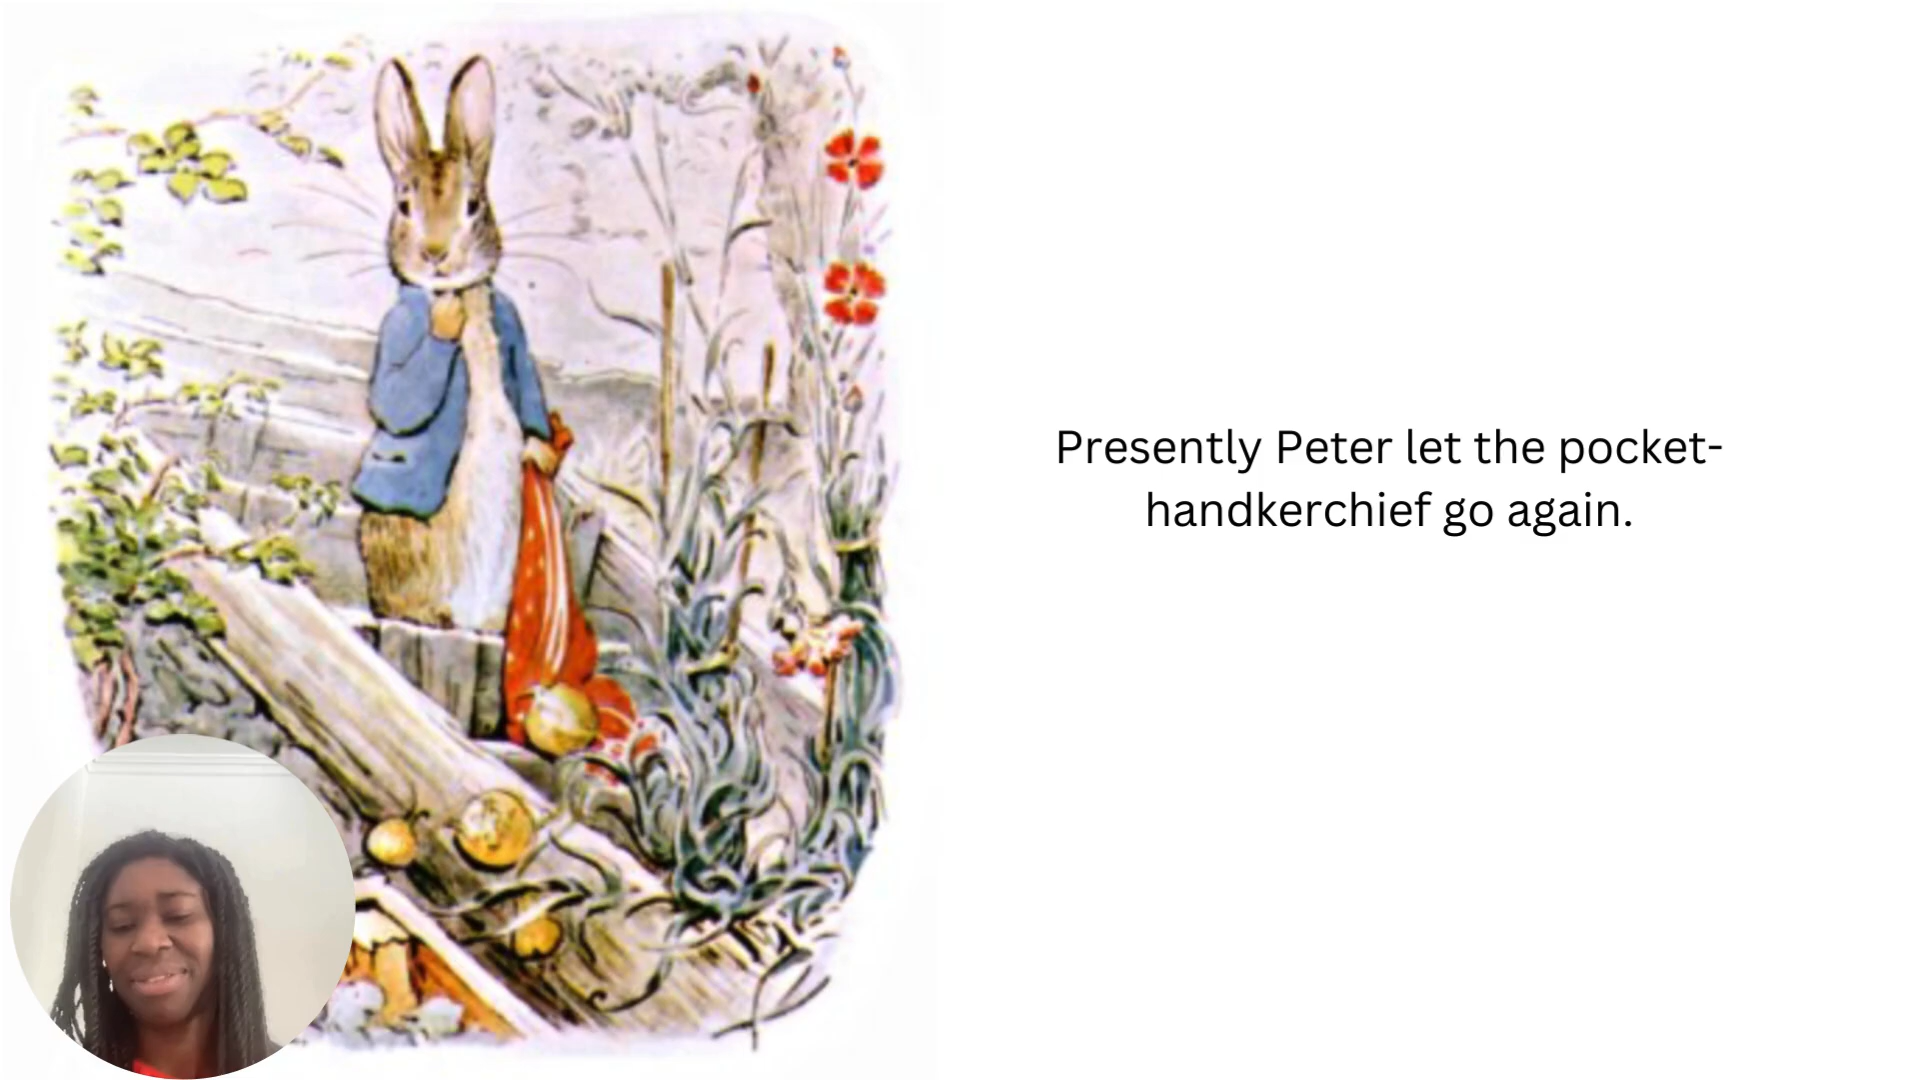 Presently Peter let the pocket-
handkerchief go again.